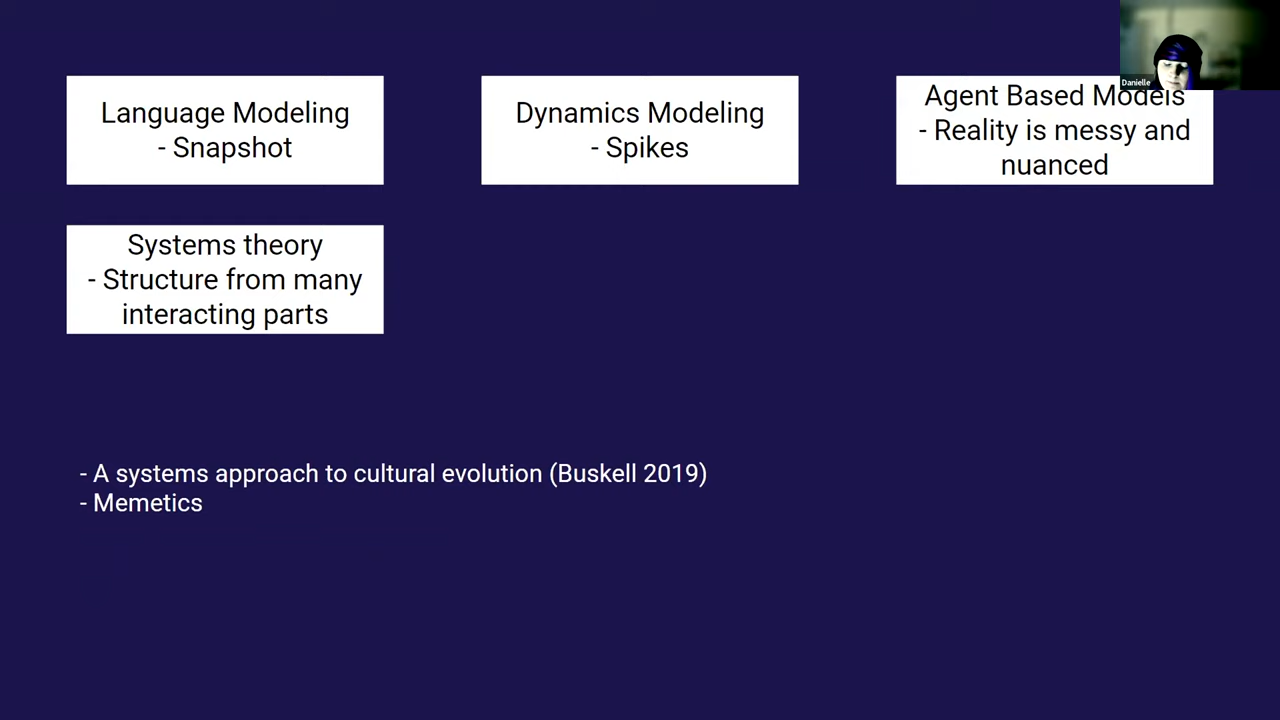 Language Modeling
- Snapshot
Dynamics Modeling
- Spikes
Agent Based Models
- Reality is messy and
nuanced
Danielle
Systems theory
- Structure from many
interacting parts
- A systems approach to cultural evolution (Buskell 2019)
- Memetics